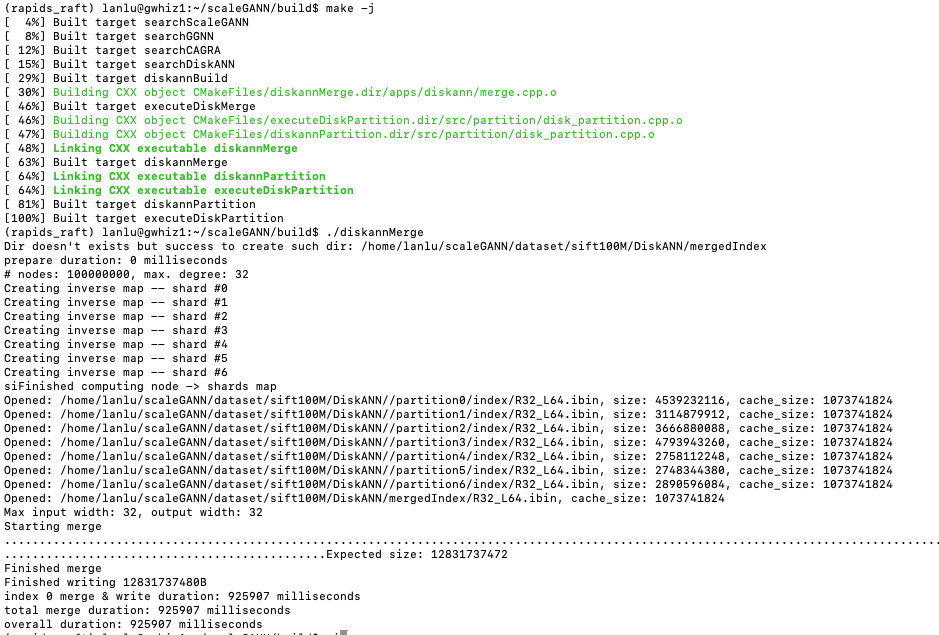 (rapids_raft) lanlu@gwhiz1:~/scaleGANN/build$ make -j
[  4%] Built target searchScaleGANN
[  8%] Built target searchGGNN
[ 12%] Built target searchCAGRA
[ 15%] Built target searchDiskANN
[ 29%] Built target diskannBuild
[ 30%] Building CXX object CMakeFiles/diskannMerge.dir/apps/diskann/merge.cpp.o
[ 46%] Built target executeDiskMerge
[ 46%] Building CXX object CMakeFiles/executeDiskPartition.dir/src/partition/disk_partition.cpp.o
[ 47%] Building CXX object CMakeFiles/diskannPartition.dir/src/partition/disk_partition.cpp.o
[ 48%] Linking CXX executable diskannMerge
[ 63%] Built target diskannMerge
[ 64%] Linking CXX executable diskannPartition
[ 64%] Linking CXX executable executeDiskPartition
[ 81%] Built target diskannPartition
[100%] Built target executeDiskPartition
(rapids_raft) lanlu@gwhiz1:~/scaleGANN/build$ ./diskannMerge
Dir doesn't exists but success to create such dir: /home/lanlu/scaleGANN/dataset/sift100M/DiskANN/mergedIndex
prepare duration: 0 milliseconds
# nodes: 100000000, max. degree: 32
Creating inverse map -- shard #0
Creating inverse map -- shard #1
Creating inverse map -- shard #2
Creating inverse map -- shard #3
Creating inverse map -- shard #4
Creating inverse map -- shard #5
Creating inverse map -- shard #6
siFinished computing node -> shards map
Opened: /home/lanlu/scaleGANN/dataset/sift100M/DiskANN//partition0/index/R32_L64.ibin, size: 4539232116, cache_size: 1073741824
Opened: /home/lanlu/scaleGANN/dataset/sift100M/DiskANN//partition1/index/R32_L64.ibin, size: 3114879912, cache_size: 1073741824
Opened: /home/lanlu/scaleGANN/dataset/sift100M/DiskANN//partition2/index/R32_L64.ibin, size: 3666880088, cache_size: 1073741824
Opened: /home/lanlu/scaleGANN/dataset/sift100M/DiskANN//partition3/index/R32_L64.ibin, size: 4793943260, cache_size: 1073741824
Opened: /home/lanlu/scaleGANN/dataset/sift100M/DiskANN//partition4/index/R32_L64.ibin, size: 2758112248, cache_size: 1073741824
Opened: /home/lanlu/scaleGANN/dataset/sift100M/DiskANN//partition5/index/R32_L64.ibin, size: 2748344380, cache_size: 1073741824
Opened: /home/lanlu/scaleGANN/dataset/sift100M/DiskANN//partition6/index/R32_L64.ibin, size: 2890596084, cache_size: 1073741824
Opened: /home/lanlu/scaleGANN/dataset/sift100M/DiskANN/mergedIndex/R32_L64.ibin, cache_size: 1073741824
Max input width: 32, output width: 32
Starting merge
......................................................................................................................................
..............................................Expected size: 12831737472
Finished merge
Finished writing 12831737480B
index 0 merge & write duration: 925907 milliseconds
total merge duration: 925907 milliseconds
overall duration: 925907 milliseconds